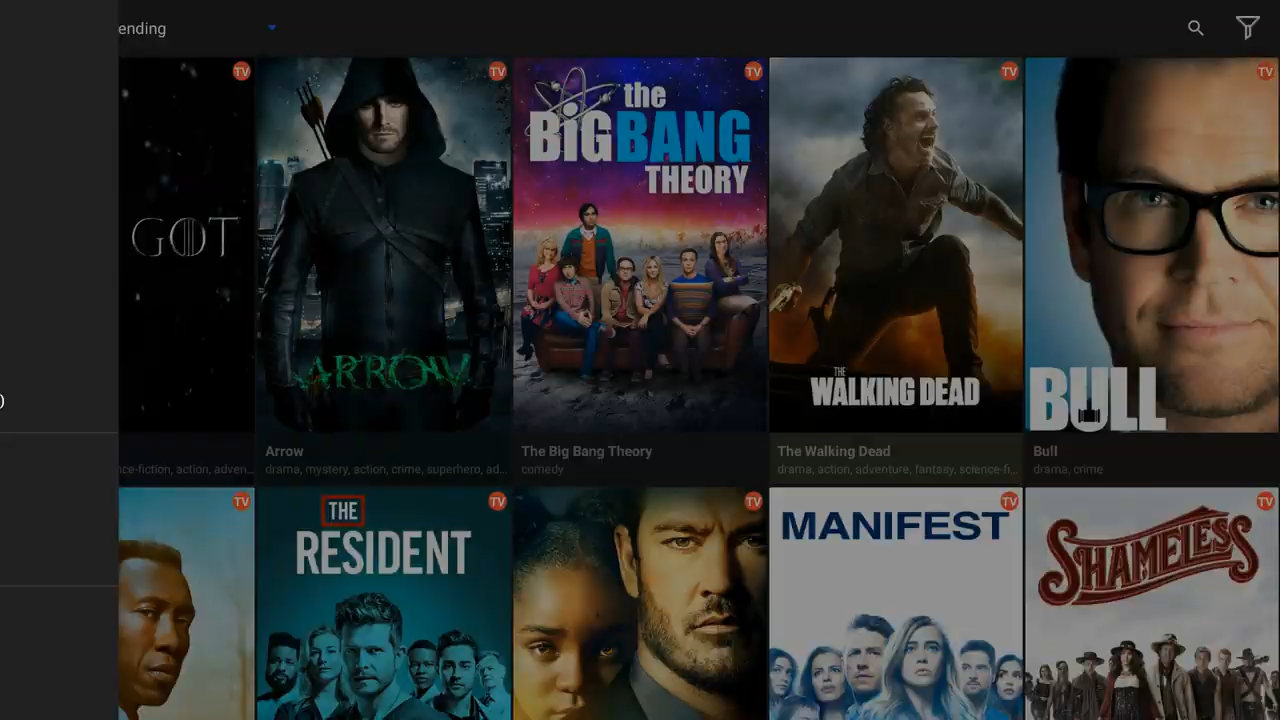 ending
TV
TV
TV
TV
TV
GOT
ARROW
the
BIG BANG
THEORY
THE
WALKING DEAD
BULL
)
nce-fiction, action, adven...
Arrow
drama, mystery, action, crime, superhero, ad...
The Big Bang Theory
comedy
The Walking Dead
drama, action, adventure, fantasy, science-fi...
Bull
drama, crime
TV
TV
TV
TV
TV
THE
RESIDENT
MANIFEST
SHAMELESS